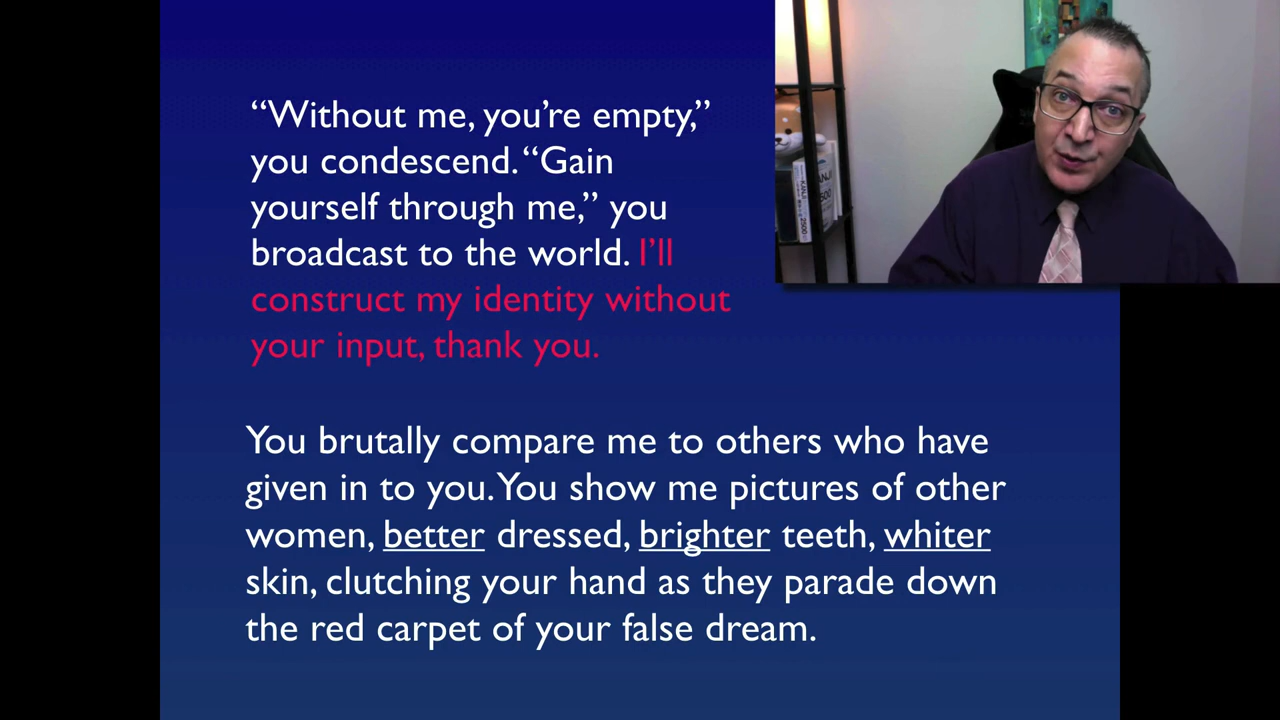 “Without me, you’re empty,”
you condescend. “Gain
yourself through me,” you
broadcast to the world. I’ll
construct my identity without
your input, thank you.
You brutally compare me to others who have
given in to you. You show me pictures of other
women, better dressed, brighter teeth, whiter
skin, clutching your hand as they parade down
the red carpet of your false dream.